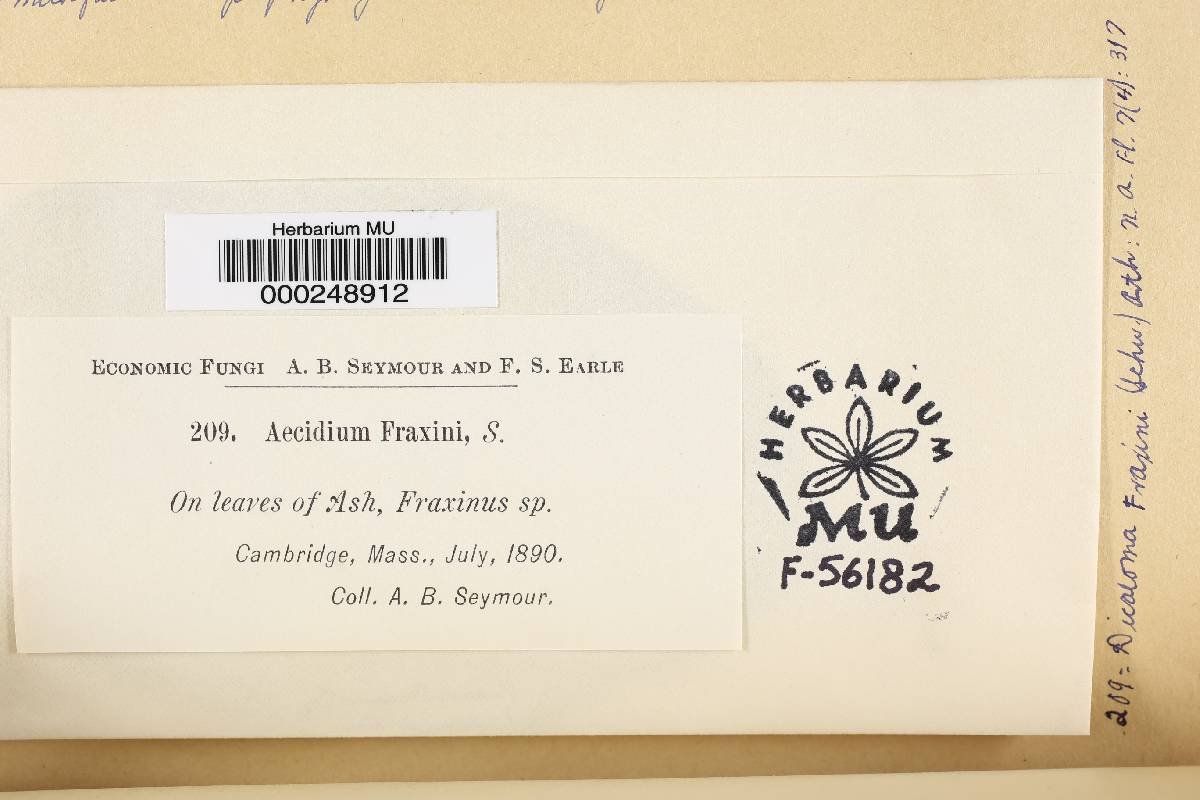 Herbarium MU
000248912
ECONOMIC FUNGI A. B. SEYMOUR AND F. S. EARLE
209. Aecidium Fraxini, S.
On leaves of Ash, Fraxinus sp.
Cambridge, Mass., July, 1890.
Coll. A. B. Seymour.
HERBARIUM
MU
F-56182
209 = Dicaeoma Fraxini (Schw) Arth: N. A. Fl. 7(4): 317